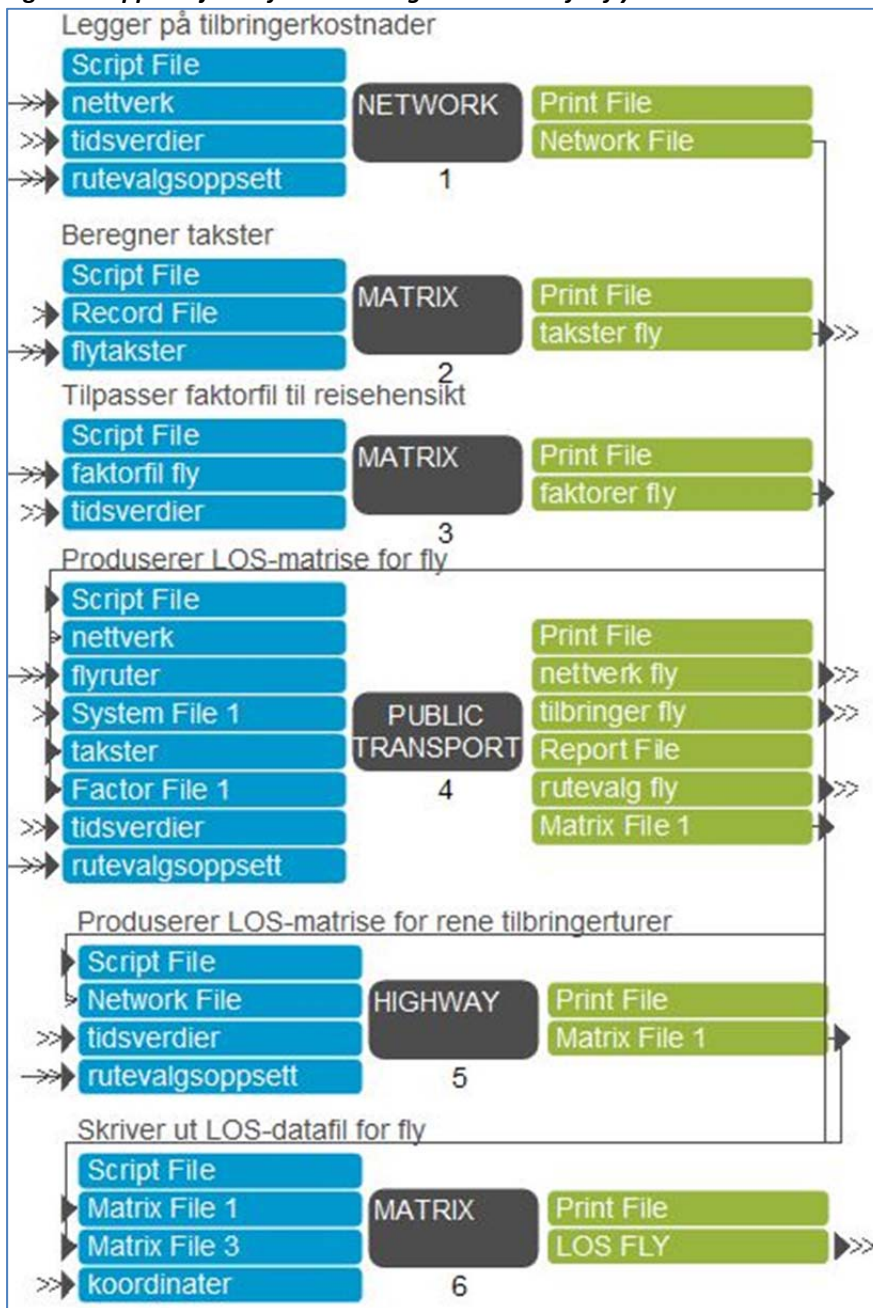 Legger på tilbringerkostnader
Script File
nettverk
tidsverdier
rutevalgsoppsett
NETWORK
1
Print File
Network File
Beregner takster
Script File
Record File
flytakster
MATRIX
2
Print File
takster fly
Tilpasser faktorfil til reisehensikt
Script File
faktorfil fly
tidsverdier
MATRIX
3
Print File
faktorer fly
Produserer LOS-matrise for fly
Script File
nettverk
flyruter
System File 1
takster
Factor File 1
tidsverdier
rutevalgsoppsett
PUBLIC
TRANSPORT
4
Print File
nettverk fly
tilbringer fly
Report File
rutevalg fly
Matrix File 1
Produserer LOS-matrise for rene tilbringerturer
Script File
Network File
tidsverdier
rutevalgsoppsett
HIGHWAY
5
Print File
Matrix File 1
Skriver ut LOS-datafil for fly
Script File
Matrix File 1
Matrix File 3
koordinater
MATRIX
6
Print File
LOS FLY